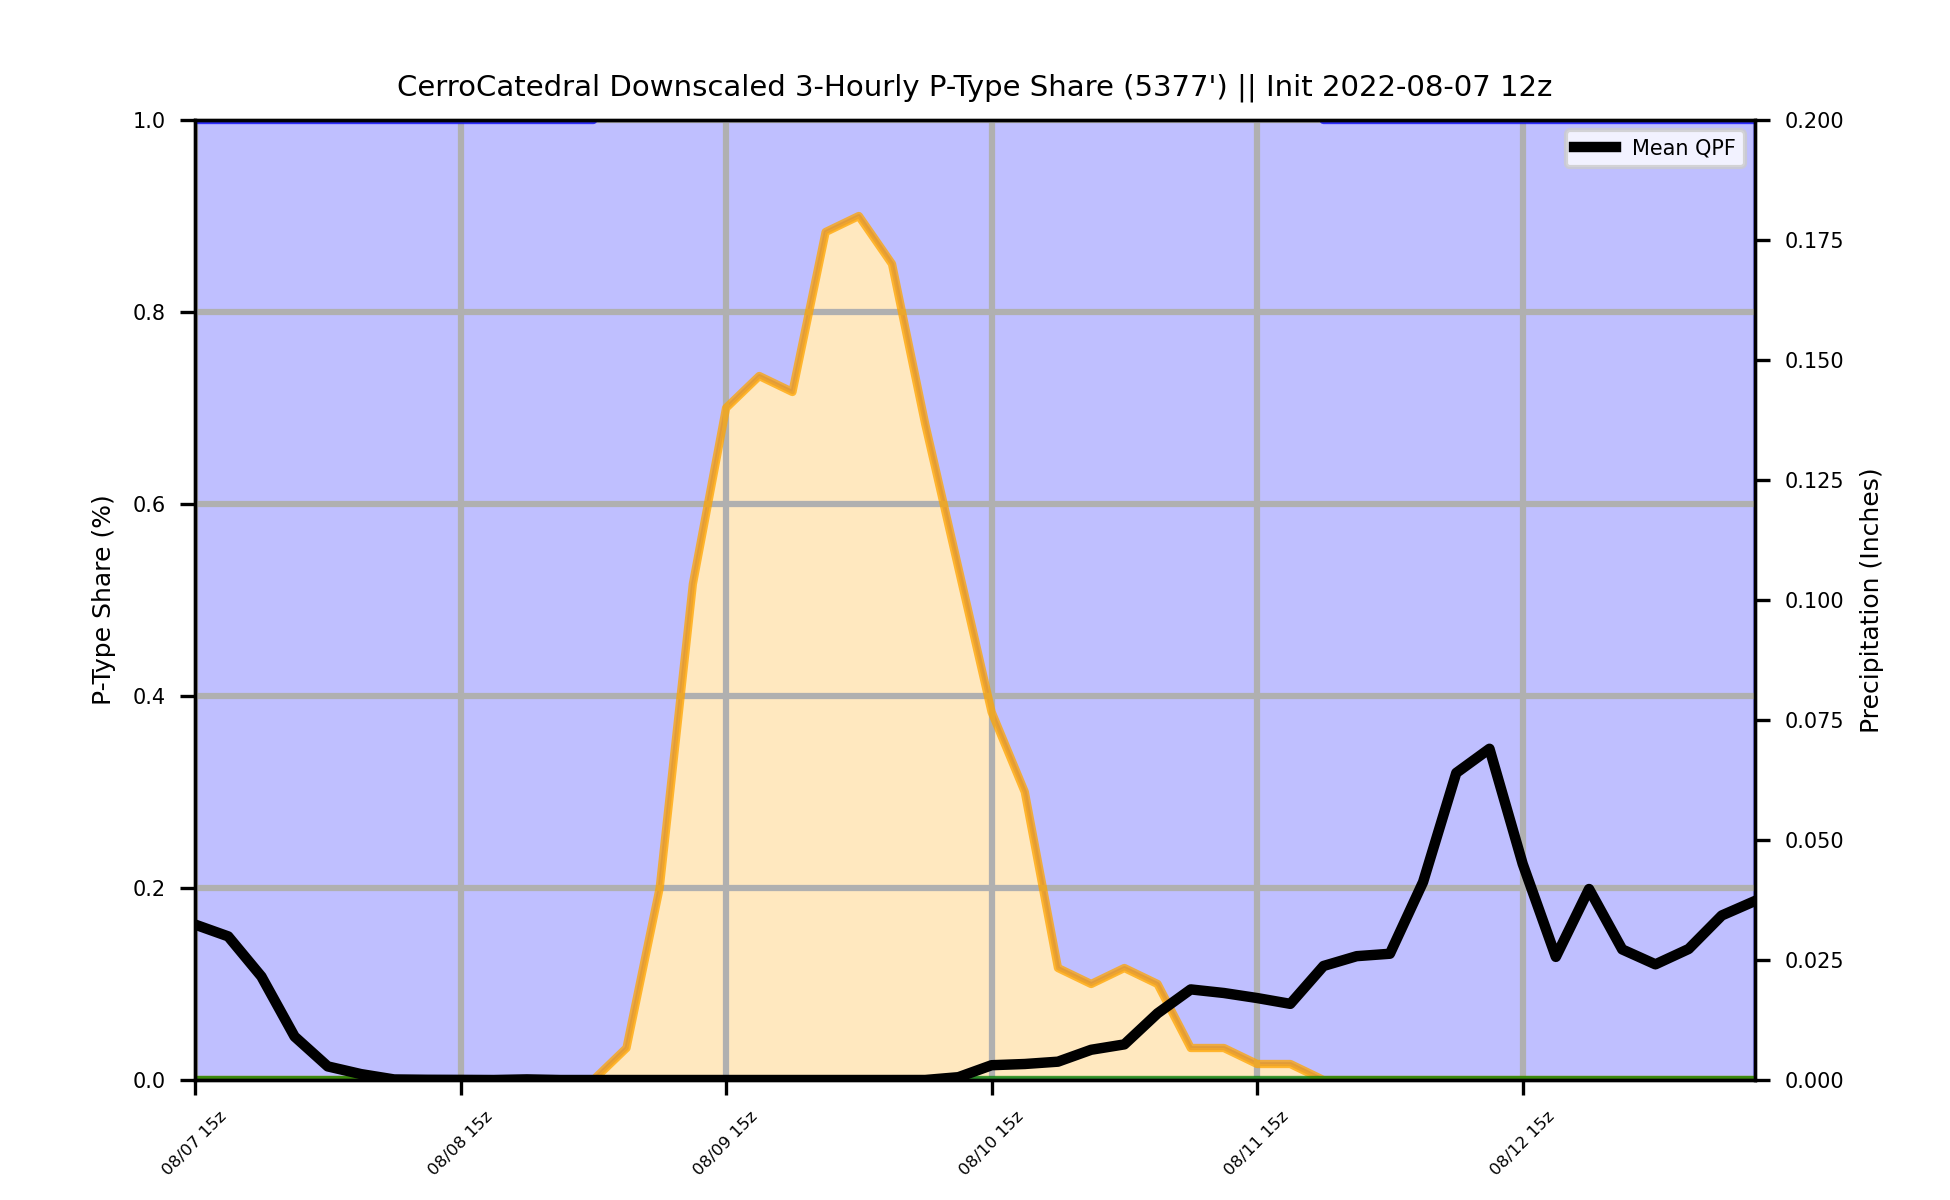 CerroCatedral Downscaled 3-Hourly P-Type Share (5377') || Init 2022-08-07 12z
1.0
0.8
0.6
0.4
0.2
0.0
P-Type Share (%)
Mean QPF
0.200
0.175
0.150
0.125
0.100
0.075
0.050
0.025
0.000
Precipitation (Inches)
08/07 15z
08/08 15z
08/09 15z
08/10 15z
08/11 15z
08/12 15z